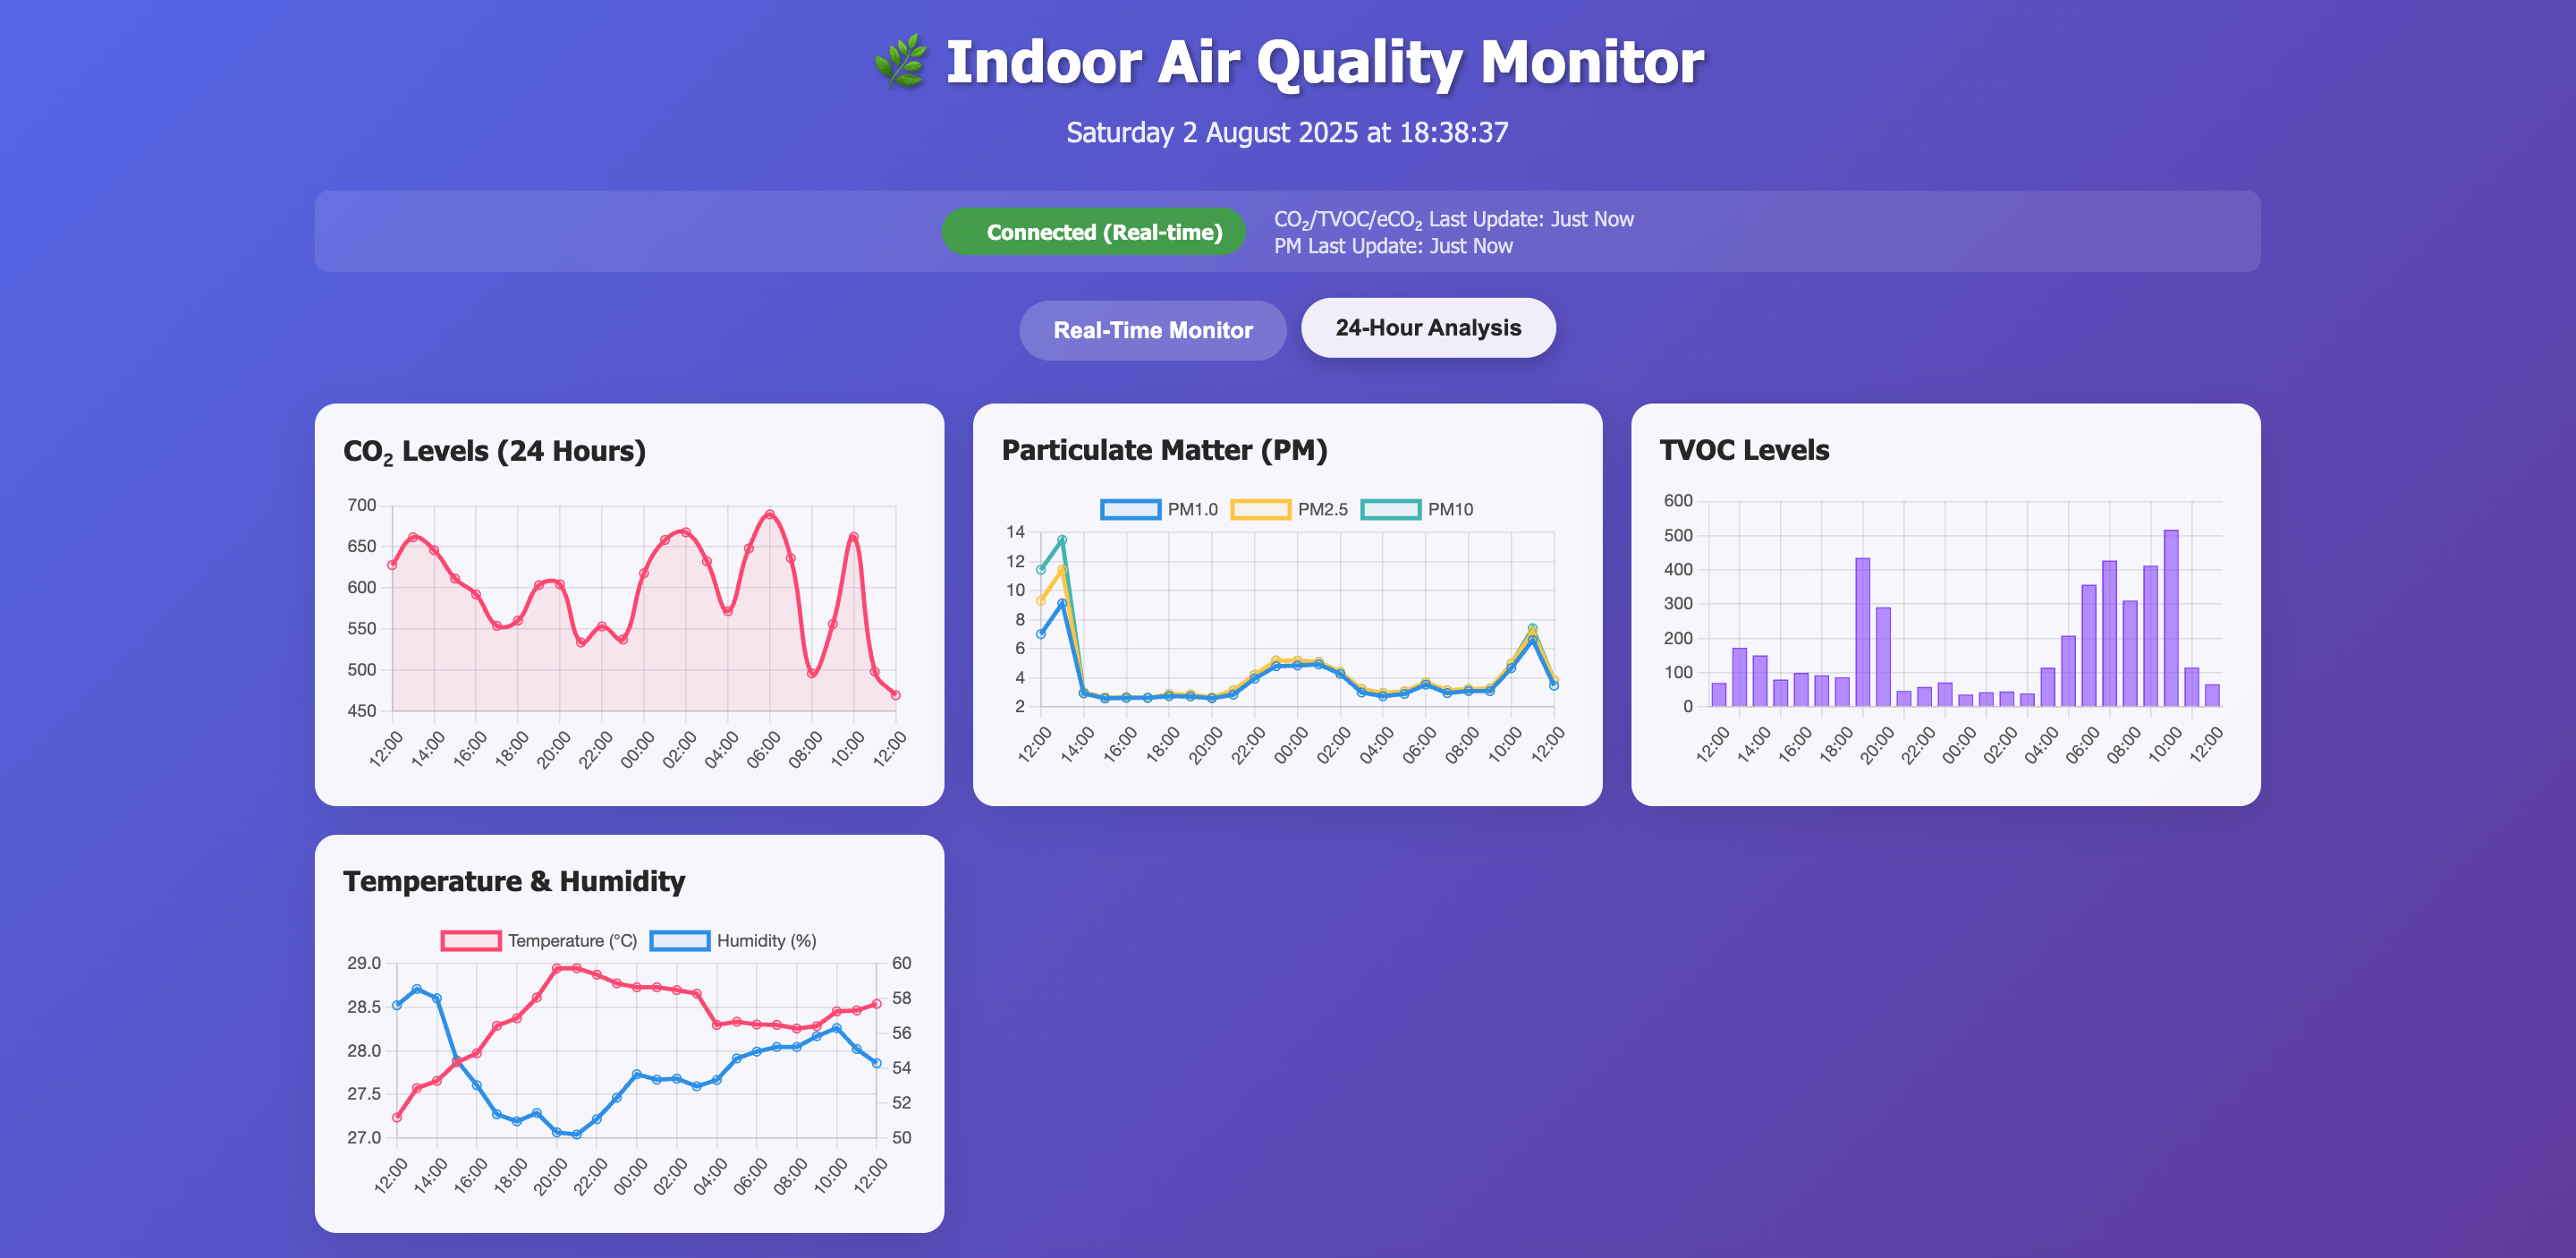 🌿 Indoor Air Quality Monitor
Saturday 2 August 2025 at 18:38:37
Connected (Real-time)
CO₂/TVOC/eCO₂ Last Update: Just Now
PM Last Update: Just Now
Real-Time Monitor
24-Hour Analysis
CO₂ Levels (24 Hours)
700
650
600
550
500
450
12:00 14:00 16:00 18:00 20:00 22:00 00:00 02:00 04:00 06:00 08:00 10:00 12:00
Particulate Matter (PM)
PM1.0 PM2.5 PM10
14
12
10
8
6
4
2
12:00 14:00 16:00 18:00 20:00 22:00 00:00 02:00 04:00 06:00 08:00 10:00 12:00
TVOC Levels
600
500
400
300
200
100
0
12:00 14:00 16:00 18:00 20:00 22:00 00:00 02:00 04:00 06:00 08:00 10:00 12:00
Temperature & Humidity
Temperature (°C) Humidity (%)
29.0 60
28.5 58
56
28.0
54
27.5
52
27.0 50
12:00 14:00 16:00 18:00 20:00 22:00 00:00 02:00 04:00 06:00 08:00 10:00 12:00